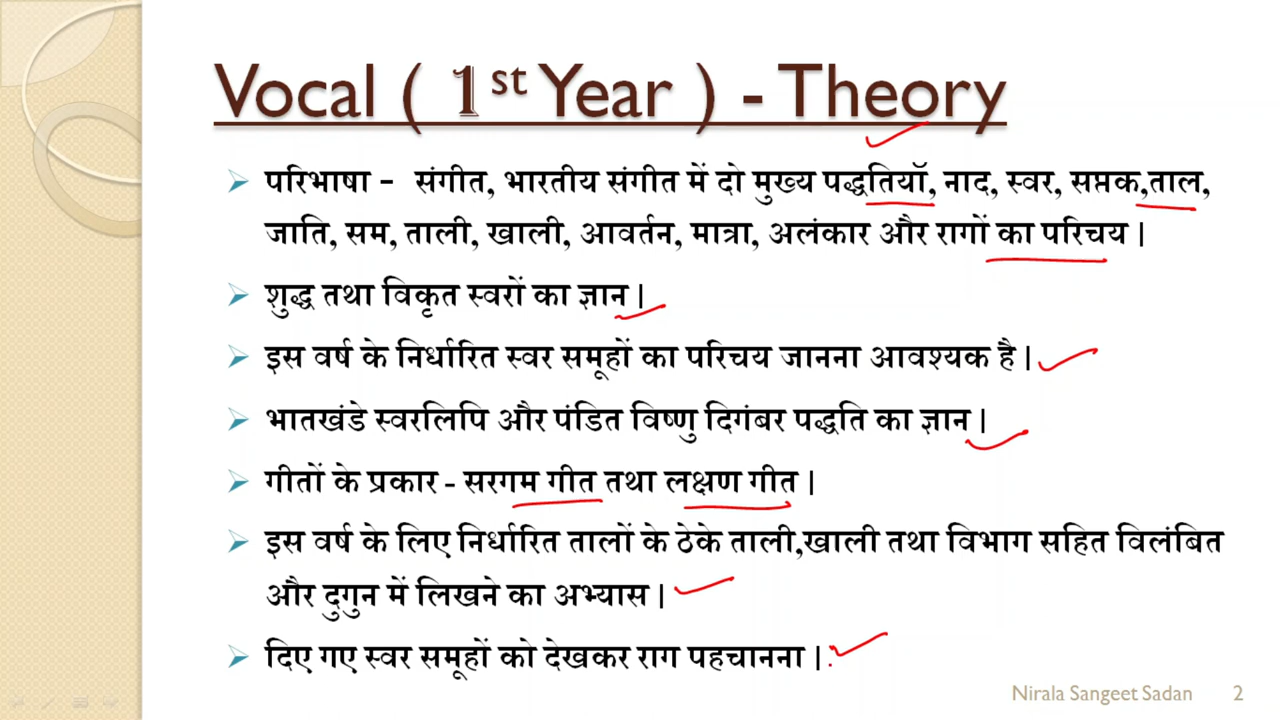 Vocal ( 1st Year ) - Theory
परिभाषा - संगीत, भारतीय संगीत में दो मुख्य पद्धतियॉ, नाद, स्वर, सप्तक,ताल,
जाति, सम, ताली, खाली, आवर्तन, मात्रा, अलंकार और रागों का परिचय |
शुद्ध तथा विकृत स्वरों का ज्ञान |
इस वर्ष के निर्धारित स्वर समूहों का परिचय जानना आवश्यक है |
भातखंडे स्वरलिपि और पंडित विष्णु दिगंबर पद्धति का ज्ञान |
गीतों के प्रकार - सरगम गीत तथा लक्षण गीत |
इस वर्ष के लिए निर्धारित तालों के ठेके ताली,खाली तथा विभाग सहित विलंबित
और दुगुन में लिखने का अभ्यास |
दिए गए स्वर समूहों को देखकर राग पहचानना |
Nirala Sangeet Sadan 2